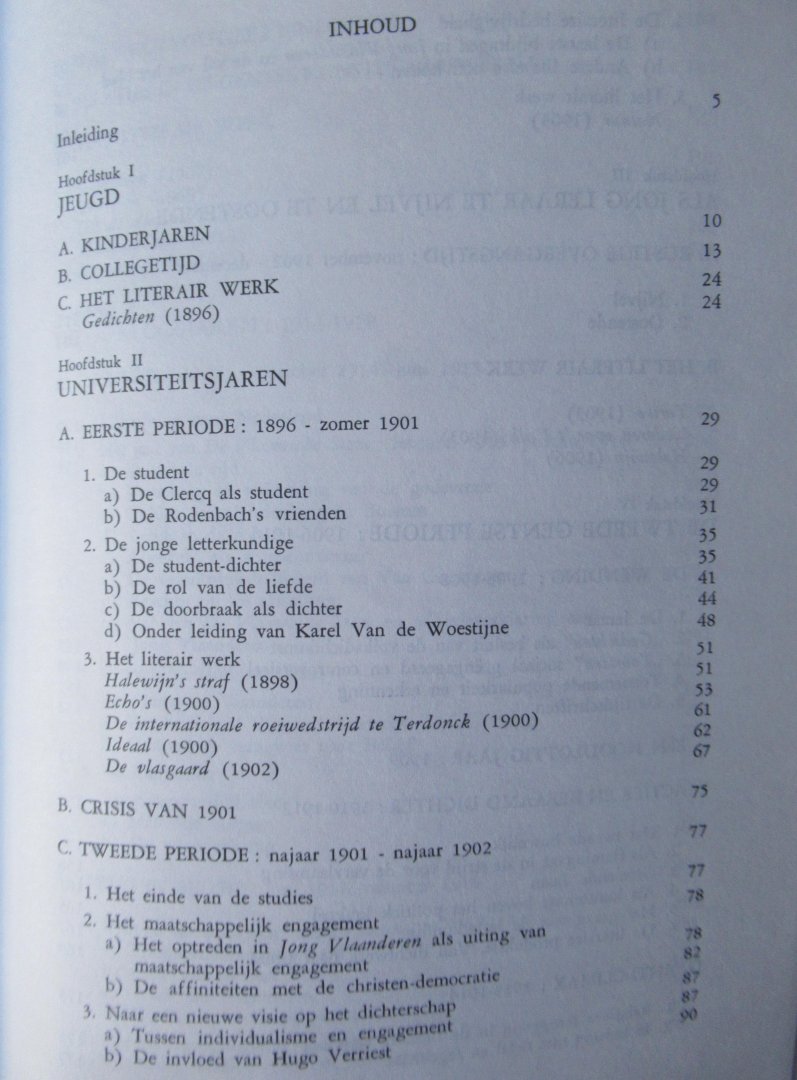 INHOUD
Inleiding 5
Hoofdstuk I
JEUGD
A. KINDERJAREN 10
B. COLLEGETIJD 13
C. HET LITERAIR WERK 24
Gedichten (1896) 24
Hoofdstuk II
UNIVERSITEITSJAREN
A. EERSTE PERIODE : 1896 - zomer 1901 29
1. De student 29
a) De Clercq als student 29
b) De Rodenbach's vrienden 31
2. De jonge letterkundige 35
a) De student-dichter 35
b) De rol van de liefde 41
c) De doorbraak als dichter 44
d) Onder leiding van Karel Van de Woestijne 48
3. Het literair werk 51
Halewijn's straf (1898) 51
Echo's (1900) 53
De internationale roeiwedstrijd te Terdonck (1900) 61
Ideaal (1900) 62
De vlasgaard (1902) 67
B. CRISIS VAN 1901 75
C. TWEEDE PERIODE : najaar 1901 - najaar 1902 77
1. Het einde van de studies 77
2. Het maatschappelijk engagement 78
a) Het optreden in Jong Vlaanderen als uiting van
maatschappelijk engagement 78
b) De affiniteiten met de christen-democratie 82
3. Naar een nieuwe visie op het dichterschap 87
a) Tussen individualisme en engagement 87
b) De invloed van Hugo Verriest 90